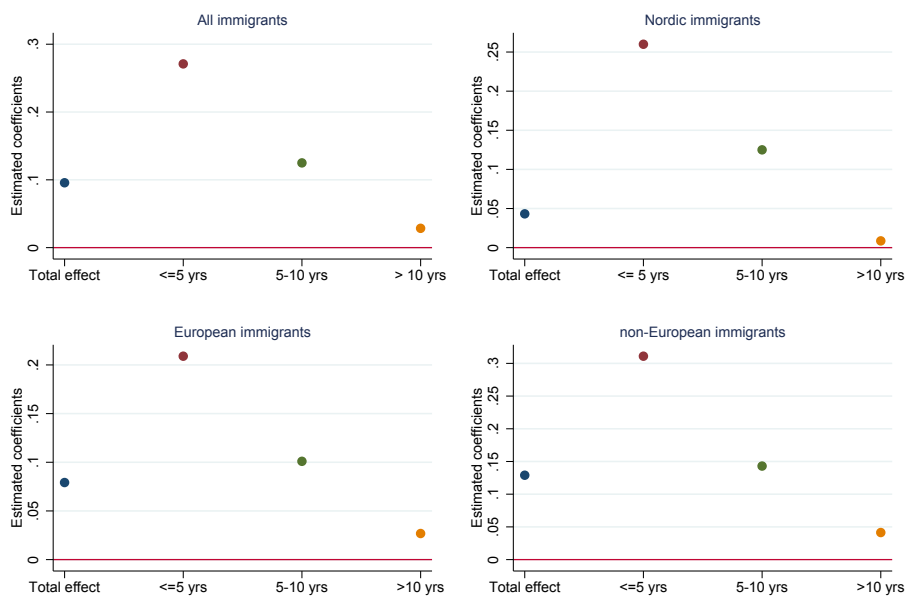 All immigrants
Estimated coefficients
.3
.2
.1
0
Total effect <=5 yrs 5-10 yrs > 10 yrs
Nordic immigrants
Estimated coefficients
.25
.2
.15
.1
.05
0
Total effect <= 5 yrs 5-10 yrs >10 yrs
European immigrants
Estimated coefficients
.2
.15
.1
.05
0
Total effect <=5 yrs 5-10 yrs >10 yrs
non-European immigrants
Estimated coefficients
.3
.25
.2
.15
.1
.05
0
Total effect <=5 yrs 5-10 yrs >10 yrs